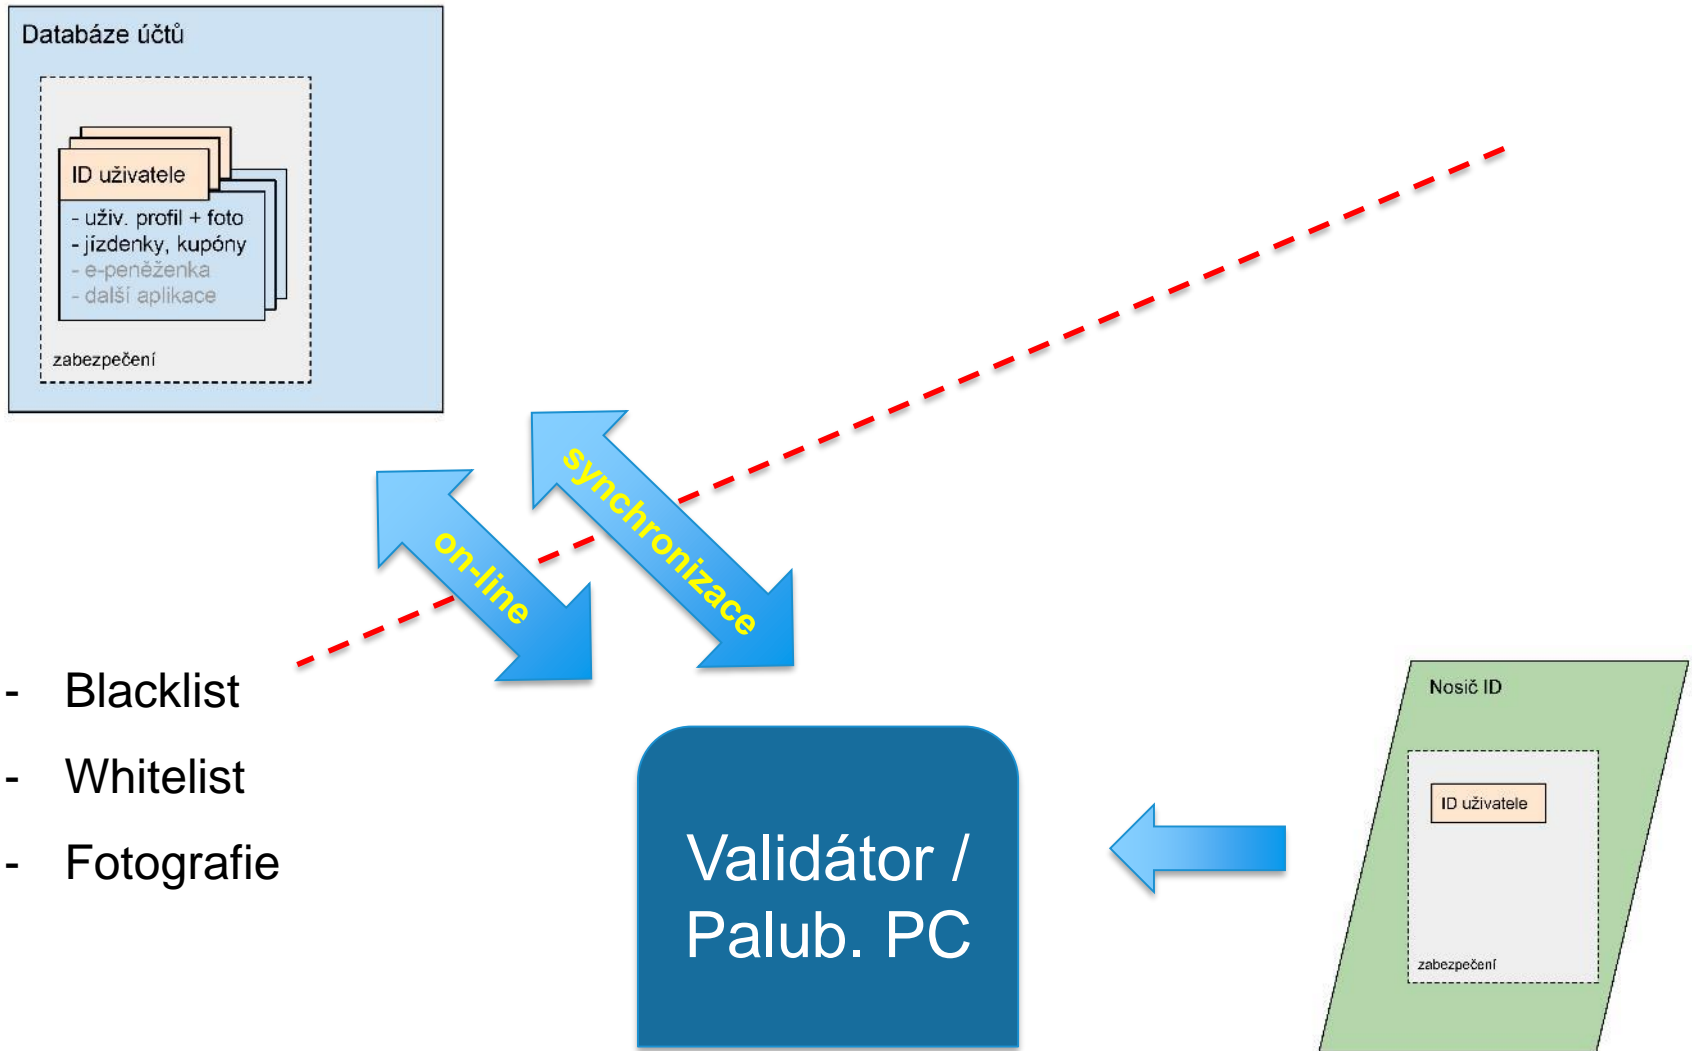 Databáze účtů
ID uživatele
- uživ. profil + foto
- jízdenky, kupóny
- e-peněženka
- další aplikace
zabezpečení
synchronizace
on-line
- Blacklist
- Whitelist
- Fotografie
Validátor /
Palub. PC
Nosič ID
ID uživatele
zabezpečení